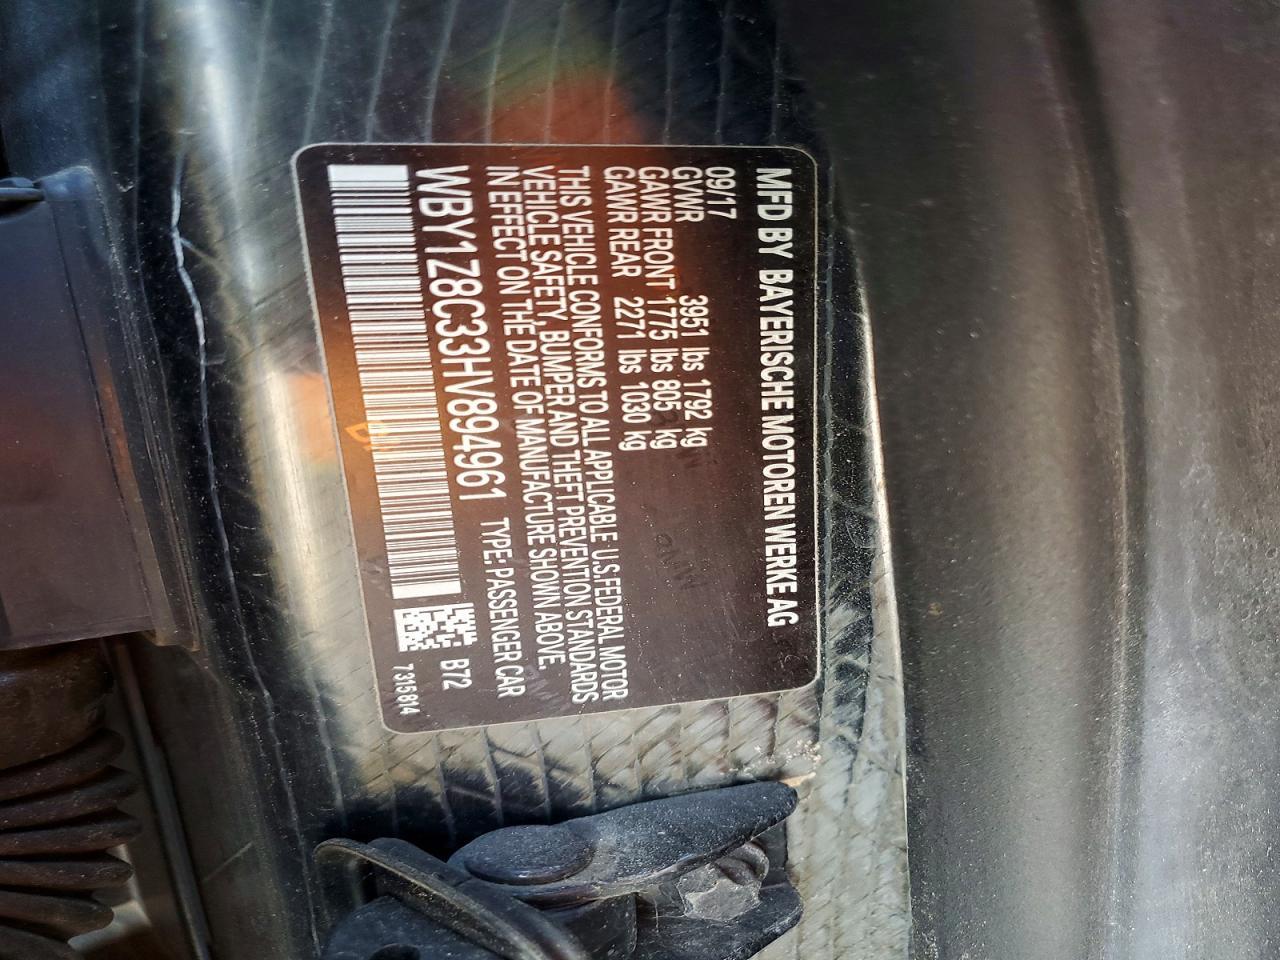 MFD BY BAYERISCHE MOTOREN WERKE AG
09/17
GVWR 3951 lbs 1792 kg
GAWR FRONT 1775 lbs 805 kg
GAWR REAR 2271 lbs 1030 kg
THIS VEHICLE CONFORMS TO ALL APPLICABLE U.S.FEDERAL MOTOR
VEHICLE SAFETY, BUMPER AND THEFT PREVENTION STANDARDS
IN EFFECT ON THE DATE OF MANUFACTURE SHOWN ABOVE.
WBY1Z8C33HV894961 TYPE: PASSENGER CAR
B72
7315814